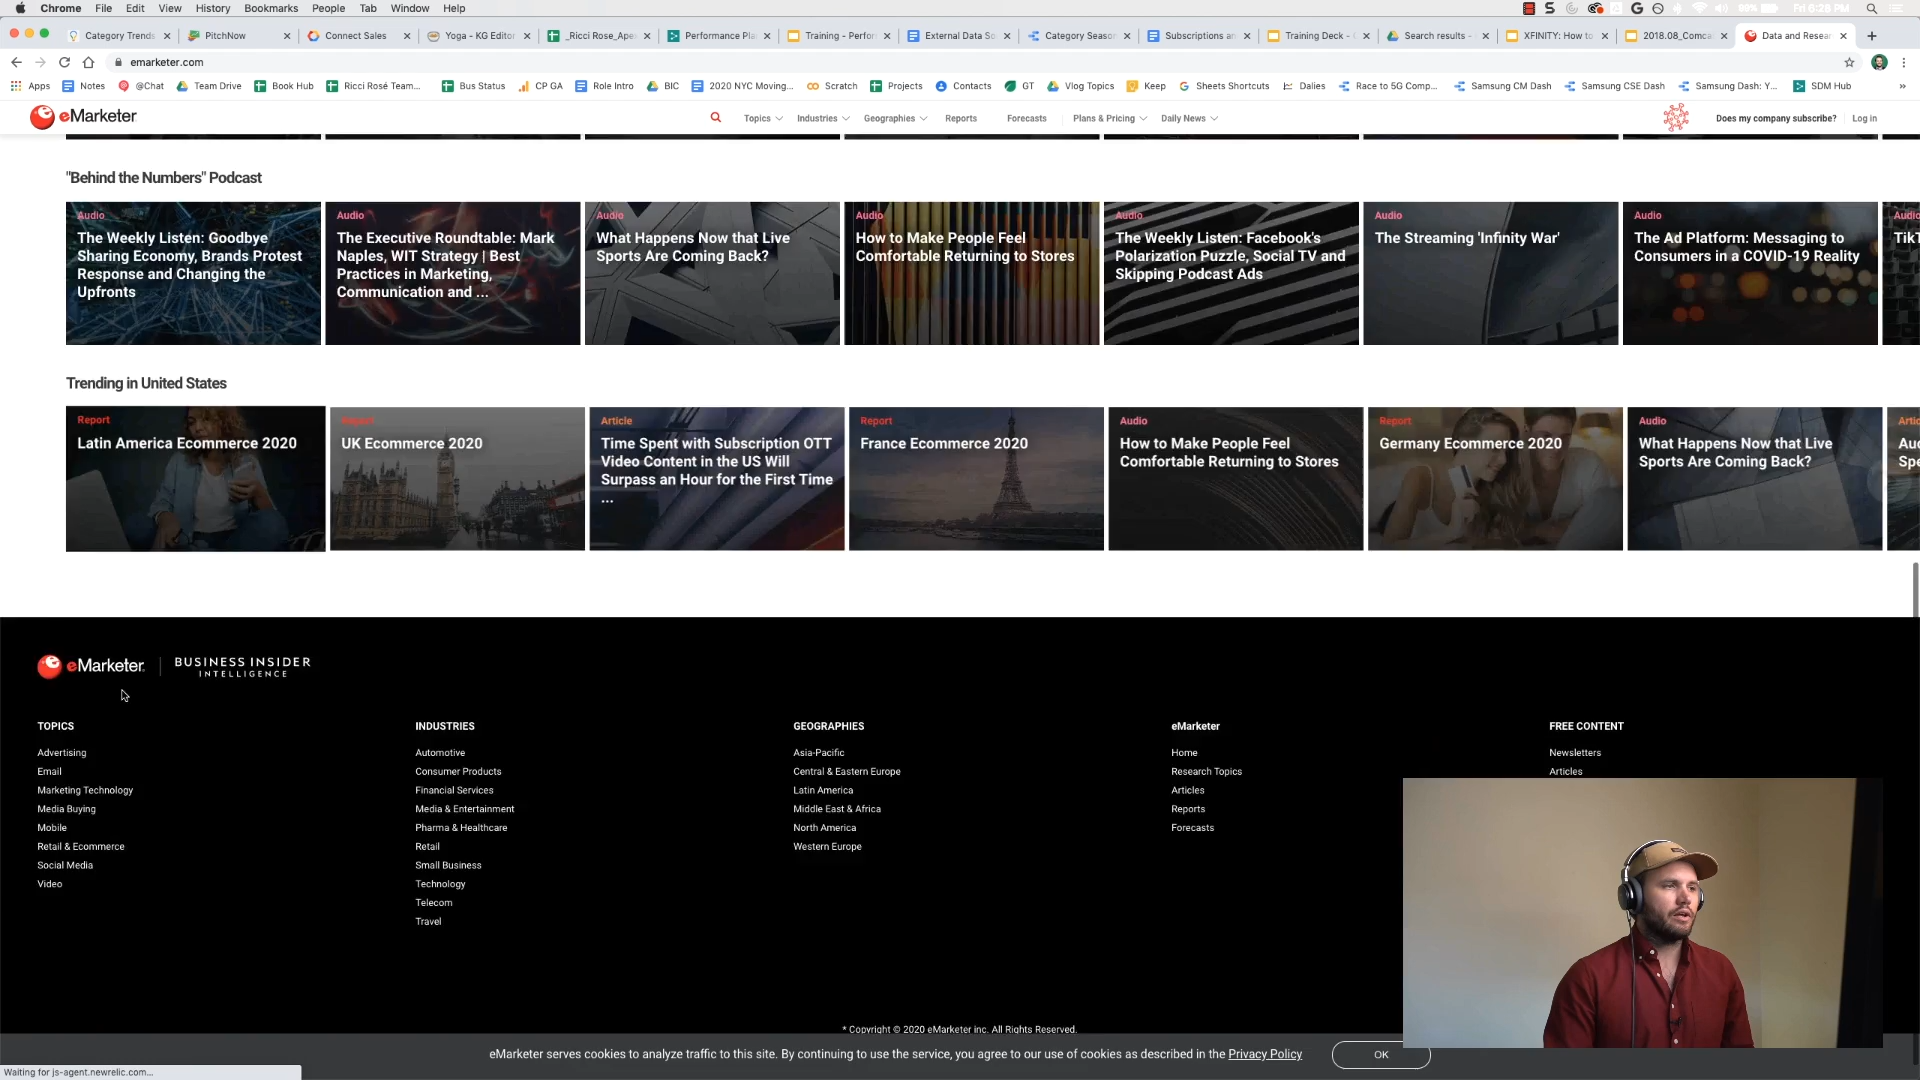 Chrome File Edit View History Bookmarks People Tab Window Help
Fri 6:28 PM
Category Trends PitchNow Connect Sales Yoga - KG Editor _Ricci Rose_Ape Performance Pla Training - Perfor External Data So Category Season Subscriptions an Training Deck - Search results - XFINITY: How to 2018.08_Comca Data and Resear
emarketer.com
Apps Notes @Chat Team Drive Book Hub Ricci Rosé Team... Bus Status CP GA Role Intro BIC 2020 NYC Moving... Scratch Projects Contacts GT Vlog Topics Keep Sheets Shortcuts Dalies Race to 5G Comp... Samsung CM Dash Samsung CSE Dash Samsung Dash: Y... SDM Hub
eMarketer Topics Industries Geographies Reports Forecasts Plans & Pricing Daily News Does my company subscribe? Log in
"Behind the Numbers" Podcast
Audio
The Weekly Listen: Goodbye
Sharing Economy, Brands Protest
Response and Changing the
Upfronts
Audio
The Executive Roundtable: Mark
Naples, WIT Strategy | Best
Practices in Marketing,
Communication and ...
Audio
What Happens Now that Live
Sports Are Coming Back?
Audio
How to Make People Feel
Comfortable Returning to Stores
Audio
The Weekly Listen: Facebook's
Polarization Puzzle, Social TV and
Skipping Podcast Ads
Audio
The Streaming 'Infinity War'
Audio
The Ad Platform: Messaging to
Consumers in a COVID-19 Reality
Audio
TikT
Trending in United States
Report
Latin America Ecommerce 2020
Report
UK Ecommerce 2020
Article
Time Spent with Subscription OTT
Video Content in the US Will
Surpass an Hour for the First Time
...
Report
France Ecommerce 2020
Audio
How to Make People Feel
Comfortable Returning to Stores
Report
Germany Ecommerce 2020
Audio
What Happens Now that Live
Sports Are Coming Back?
Artic
Aud
Spe
eMarketer BUSINESS INSIDER
INTELLIGENCE
TOPICS
Advertising
Email
Marketing Technology
Media Buying
Mobile
Retail & Ecommerce
Social Media
Video
INDUSTRIES
Automotive
Consumer Products
Financial Services
Media & Entertainment
Pharma & Healthcare
Retail
Small Business
Technology
Telecom
Travel
GEOGRAPHIES
Asia-Pacific
Central & Eastern Europe
Latin America
Middle East & Africa
North America
Western Europe
eMarketer
Home
Research Topics
Articles
Reports
Forecasts
FREE CONTENT
Newsletters
Articles
* Copyright © 2020 eMarketer inc. All Rights Reserved.
eMarketer serves cookies to analyze traffic to this site. By continuing to use the service, you agree to our use of cookies as described in the Privacy Policy OK
Waiting for js-agent.newrelic.com...